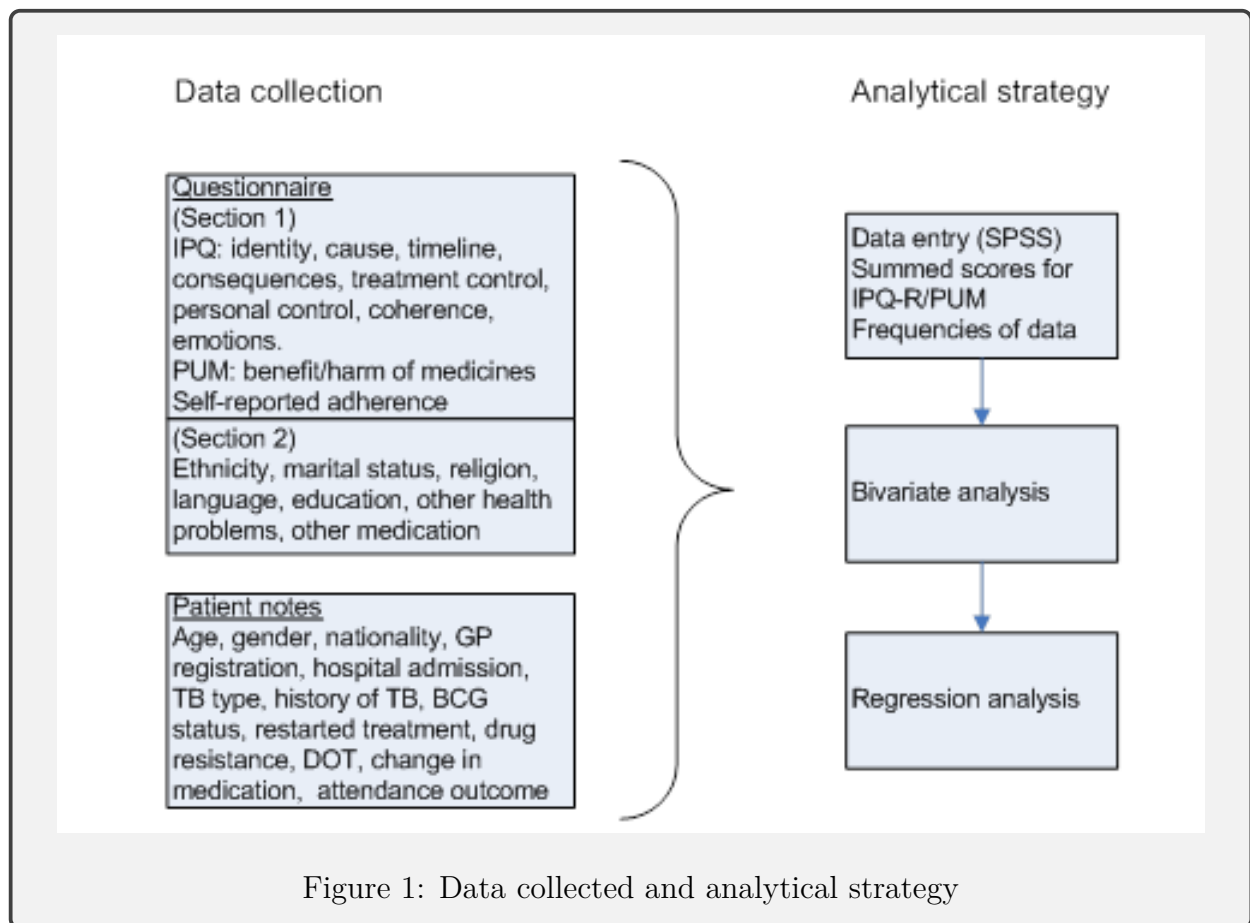 Data collection
Questionnaire
(Section 1)
IPQ: identity, cause, timeline,
consequences, treatment control,
personal control, coherence,
emotions.
PUM: benefit/harm of medicines
Self-reported adherence
(Section 2)
Ethnicity, marital status, religion,
language, education, other health
problems, other medication
Patient notes
Age, gender, nationality, GP
registration, hospital admission,
TB type, history of TB, BCG
status, restarted treatment, drug
resistance, DOT, change in
medication, attendance outcome
Analytical strategy
Data entry (SPSS)
Summed scores for
IPQ-R/PUM
Frequencies of data
Bivariate analysis
Regression analysis
Figure 1: Data collected and analytical strategy